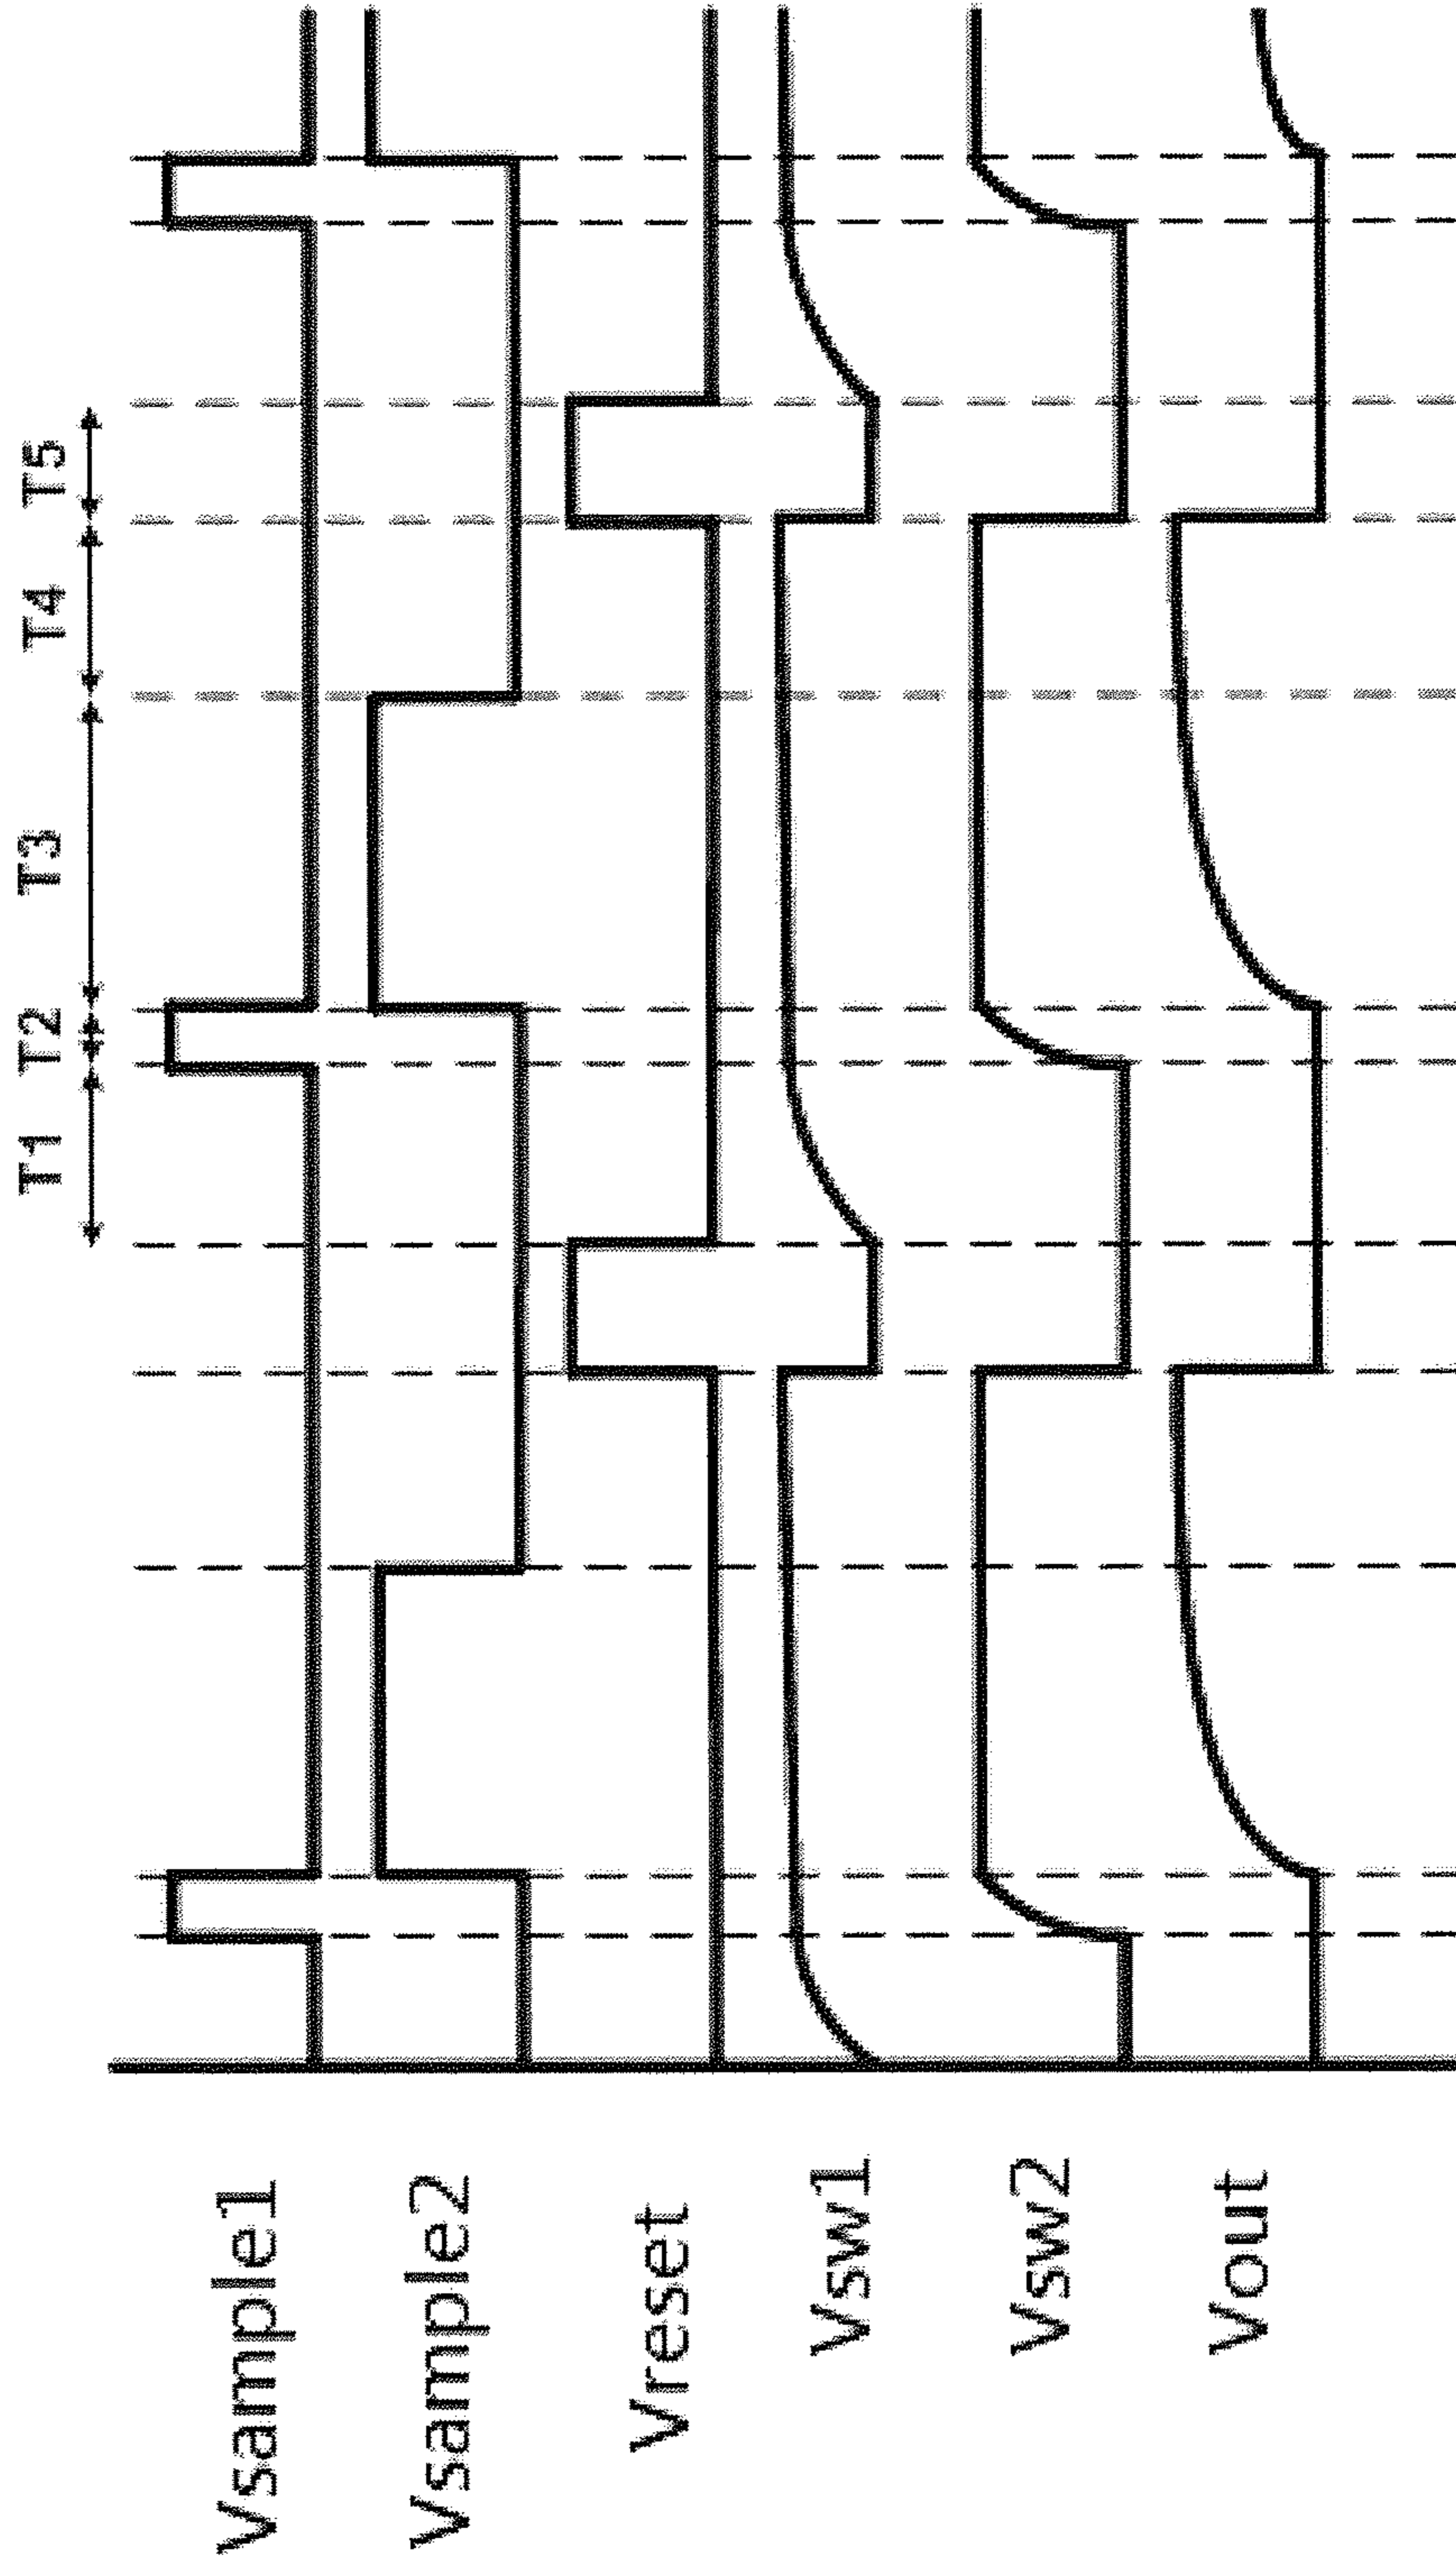 T1 T2 T3 T4 T5
Vsample1
Vsample2
Vreset
Vsw1
Vsw2
Vout